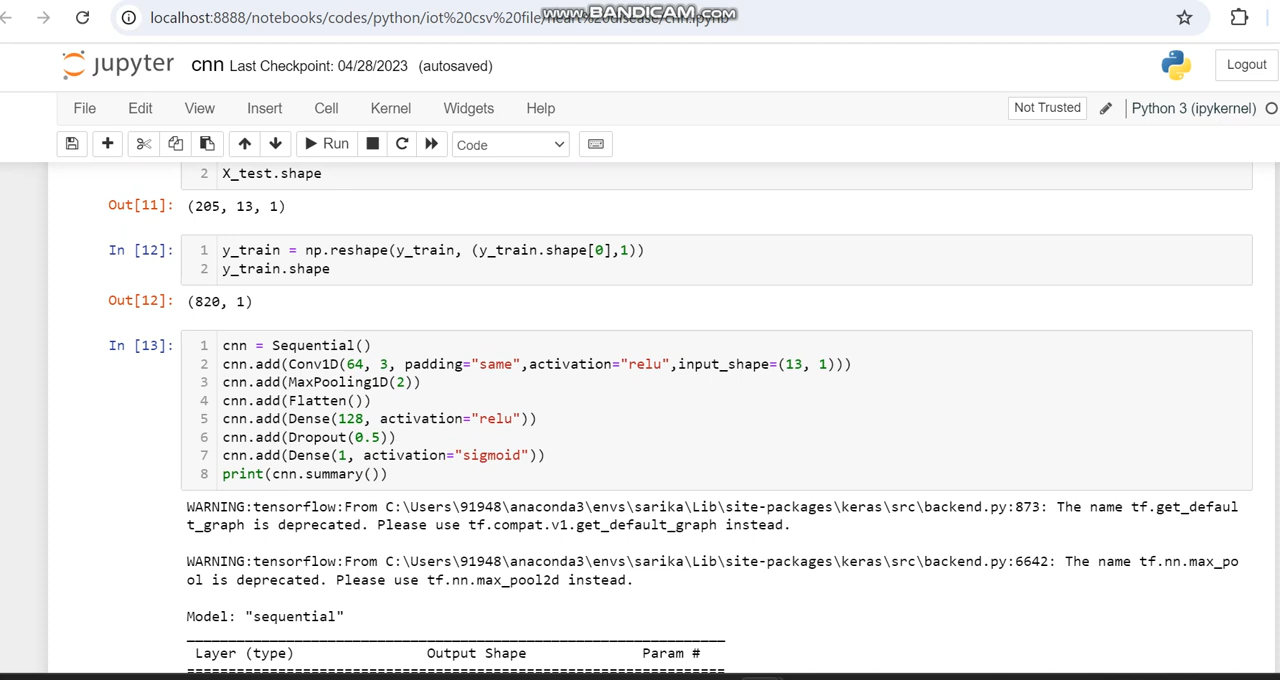 localhost:8888/notebooks/codes/python/iot%20csv%20file/heart%20disease/cnn.ipynb
www.BANDICAM.com
jupyter cnn Last Checkpoint: 04/28/2023 (autosaved)
Logout
File Edit View Insert Cell Kernel Widgets Help
Not Trusted
Python 3 (ipykernel)
Run
Code
2 X_test.shape
Out[11]: (205, 13, 1)
In [12]: 1 y_train = np.reshape(y_train, (y_train.shape[0],1))
2 y_train.shape
Out[12]: (820, 1)
In [13]: 1 cnn = Sequential()
2 cnn.add(Conv1D(64, 3, padding="same",activation="relu",input_shape=(13, 1)))
3 cnn.add(MaxPooling1D(2))
4 cnn.add(Flatten())
5 cnn.add(Dense(128, activation="relu"))
6 cnn.add(Dropout(0.5))
7 cnn.add(Dense(1, activation="sigmoid"))
8 print(cnn.summary())
WARNING:tensorflow:From C:\Users\91948\anaconda3\envs\sarika\Lib\site-packages\keras\src\backend.py:873: The name tf.get_defaul
t_graph is deprecated. Please use tf.compat.v1.get_default_graph instead.
WARNING:tensorflow:From C:\Users\91948\anaconda3\envs\sarika\Lib\site-packages\keras\src\backend.py:6642: The name tf.nn.max_po
ol is deprecated. Please use tf.nn.max_pool2d instead.
Model: "sequential"
Layer (type) Output Shape Param #